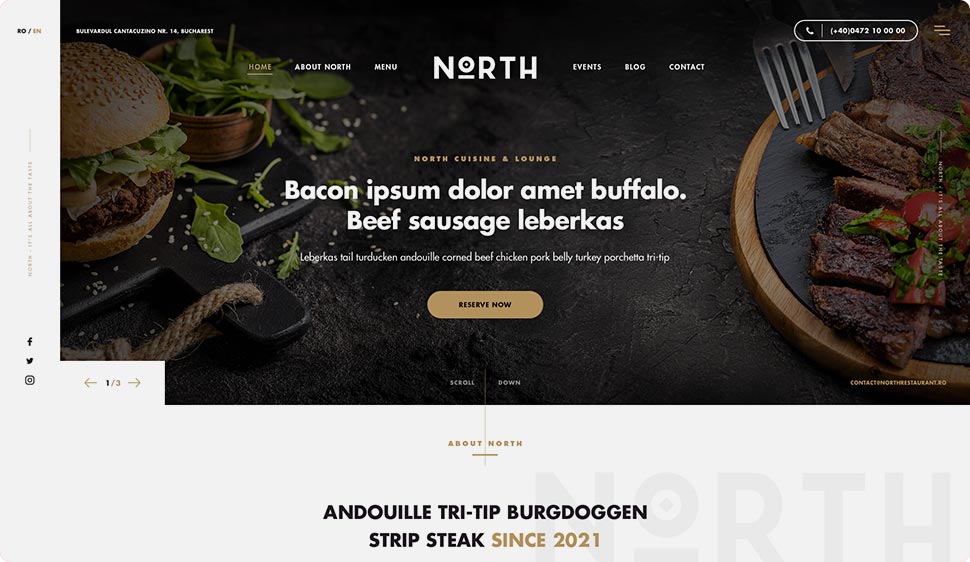 RO / EN
BULEVARDUL CANTACUZINO NR. 14, BUCHAREST
(+40)0472 10 00 00
HOME
ABOUT NORTH
MENU
NORTH
EVENTS
BLOG
CONTACT
NORTH - IT'S ALL ABOUT THE TASTE
NORTH CUISINE & LOUNGE
Bacon ipsum dolor amet buffalo.
Beef sausage leberkas
Leberkas tail turducken andouille corned beef chicken pork belly turkey porchetta tri-tip
RESERVE NOW
NORTH - IT'S ALL ABOUT THE TASTE
1/3
SCROLL
DOWN
CONTACT@NORTHRESTAURANT.RO
ABOUT NORTH
NORTH
ANDOUILLE TRI-TIP BURGDOGGEN
STRIP STEAK SINCE 2021